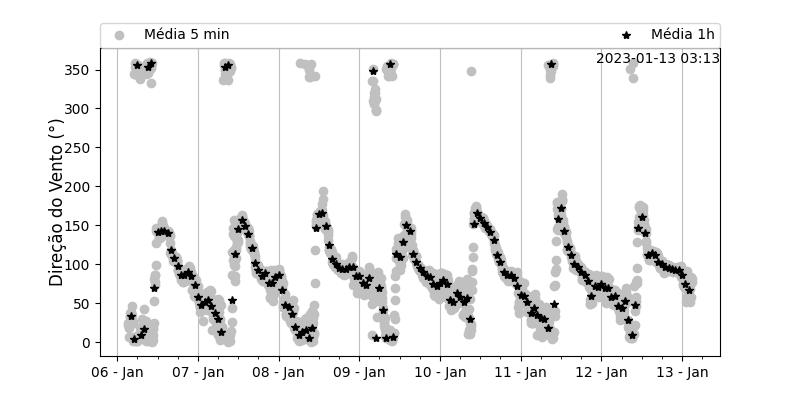 Média 5 min
Média 1h
2023-01-13 03:13
Direção do Vento (°)
350
300
250
200
150
100
50
0
06 - Jan
07 - Jan
08 - Jan
09 - Jan
10 - Jan
11 - Jan
12 - Jan
13 - Jan